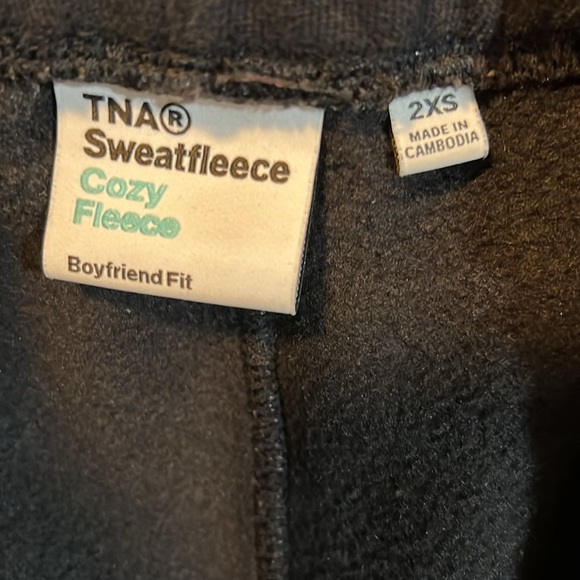 TNA®
Sweatfleece
Cozy
Fleece
Boyfriend Fit
2XS
MADE IN
CAMBODIA